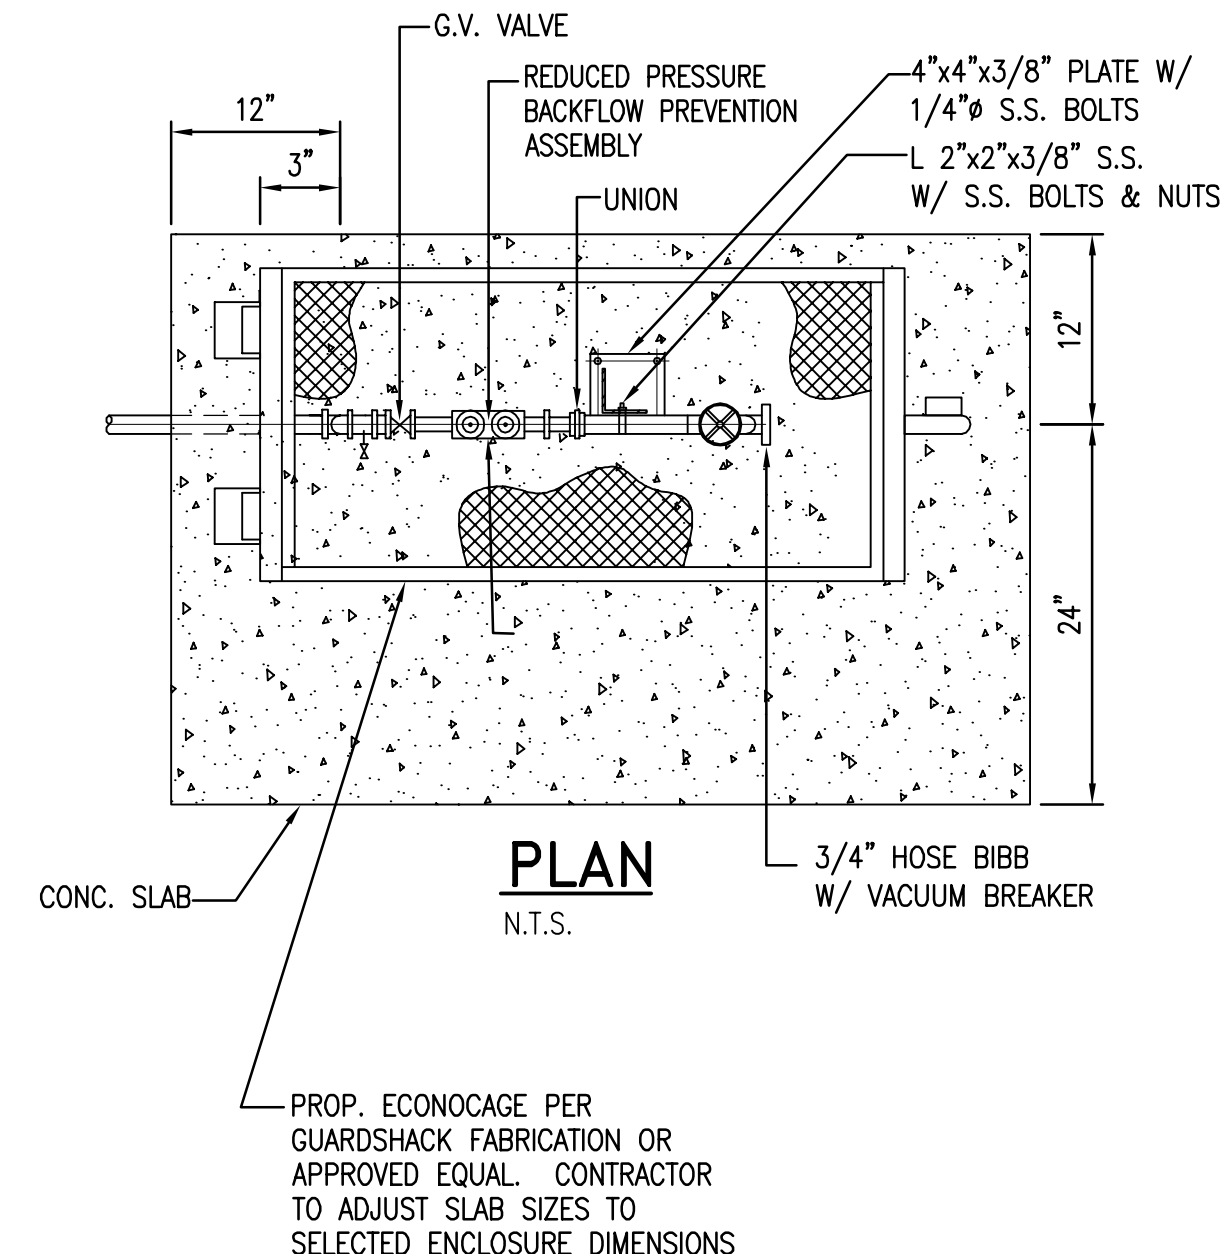 G.V. VALVE
REDUCED PRESSURE
BACKFLOW PREVENTION
ASSEMBLY
4"x4"x3/8" PLATE W/
1/4"ø S.S. BOLTS
L 2"x2"x3/8" S.S.
W/ S.S. BOLTS & NUTS
12"
3"
UNION
12"
24"
PLAN
N.T.S.
3/4" HOSE BIBB
W/ VACUUM BREAKER
CONC. SLAB
PROP. ECONOCAGE PER
GUARDSHACK FABRICATION OR
APPROVED EQUAL. CONTRACTOR
TO ADJUST SLAB SIZES TO
SELECTED ENCLOSURE DIMENSIONS